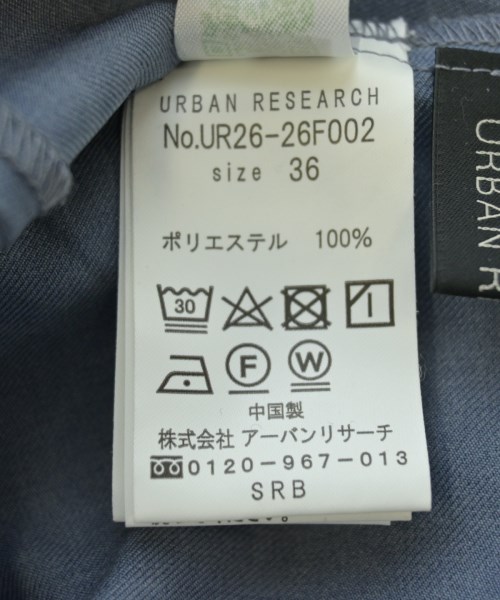 URBAN RESEARCH
No.UR26-26F002
size 36
ポリエステル 100%
30
F W
中国製
株式会社 アーバンリサーチ
0120-967-013
SRB
URBAN R